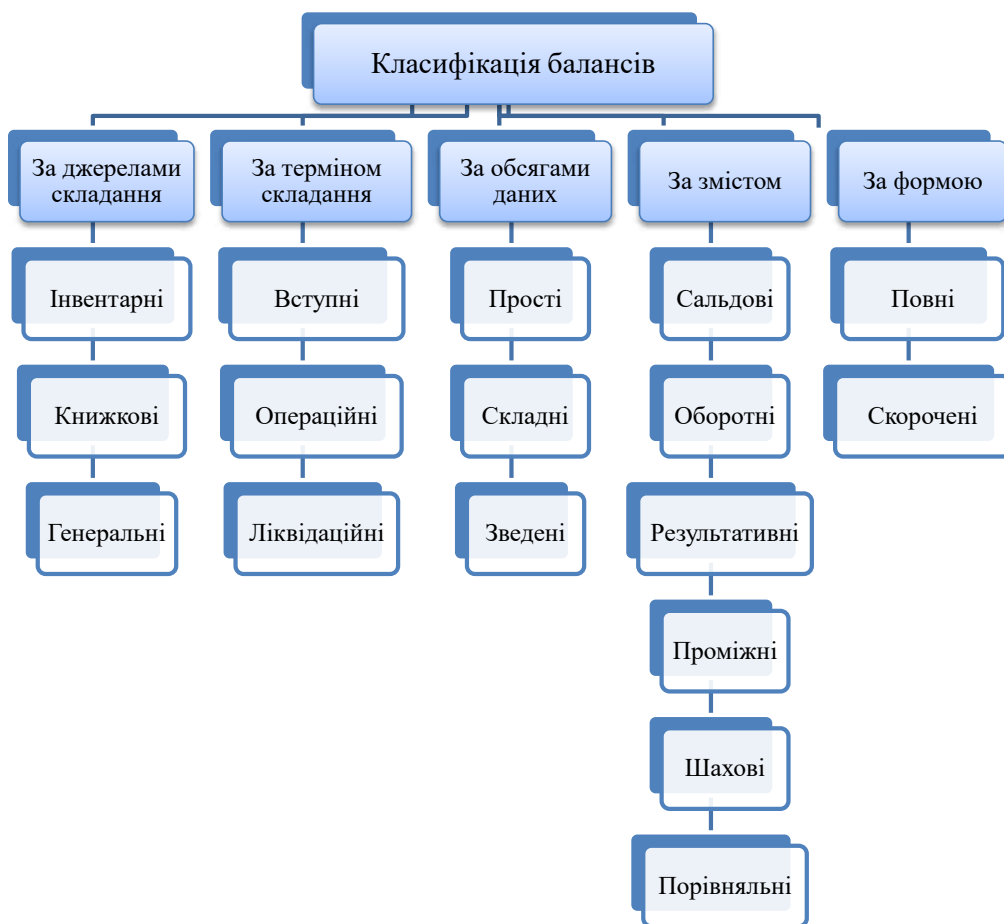 Класифікація балансів
За джерелами
складання
За терміном
складання
За обсягами
даних
За змістом
За формою
Інвентарні
Вступні
Прості
Сальдові
Повні
Книжкові
Операційні
Складні
Оборотні
Скорочені
Генеральні
Ліквідаційні
Зведені
Результативні
Проміжні
Шахові
Порівняльні